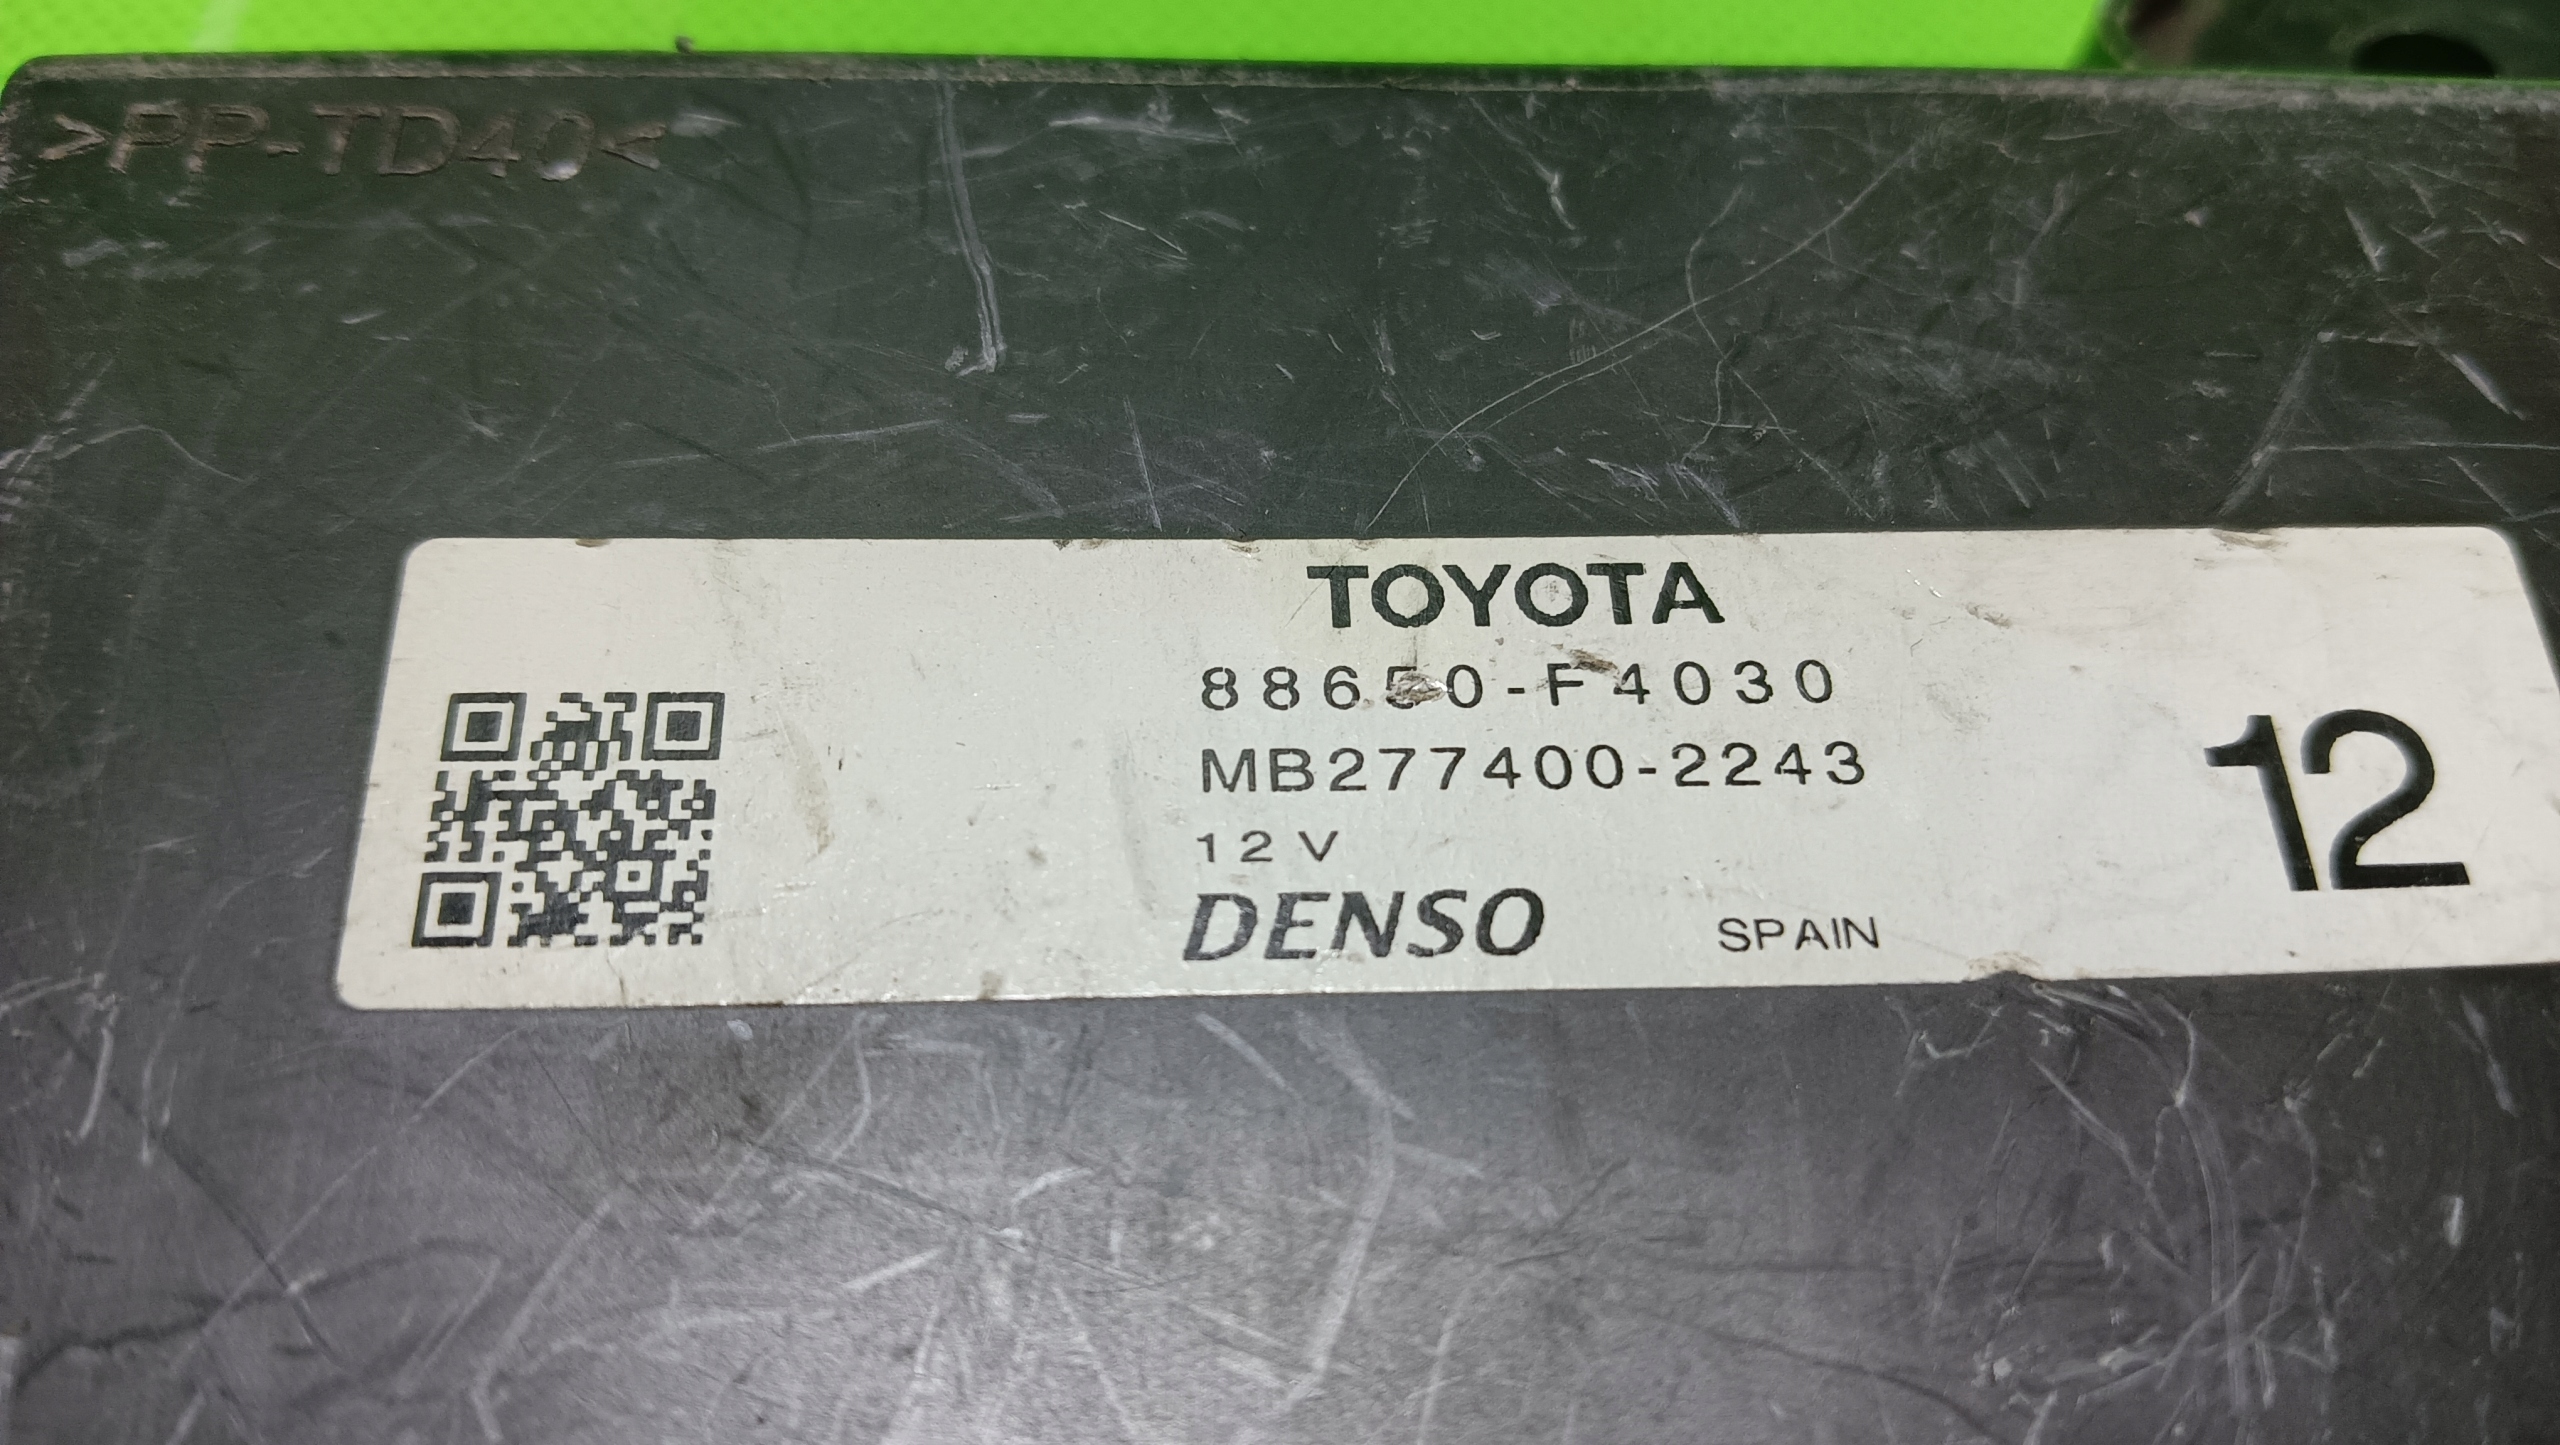 >PP-TD40<
TOYOTA
88650-F4030
MB277400-2243
12V
DENSO SPAIN
12